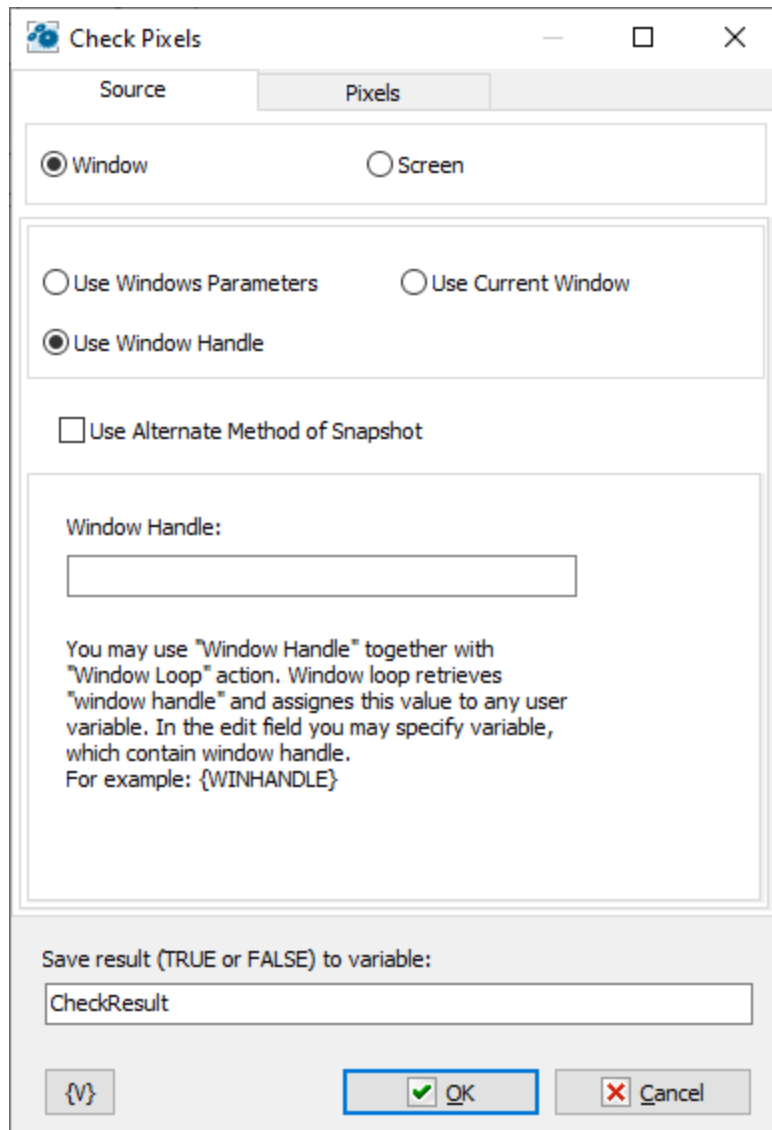 Check Pixels
Source Pixels
Window Screen
Use Windows Parameters Use Current Window
Use Window Handle
Use Alternate Method of Snapshot
Window Handle:
You may use "Window Handle" together with
"Window Loop" action. Window loop retrieves
"window handle" and assignes this value to any user
variable. In the edit field you may specify variable,
which contain window handle.
For example: {WINHANDLE}
Save result (TRUE or FALSE) to variable:
CheckResult
{V} OK Cancel